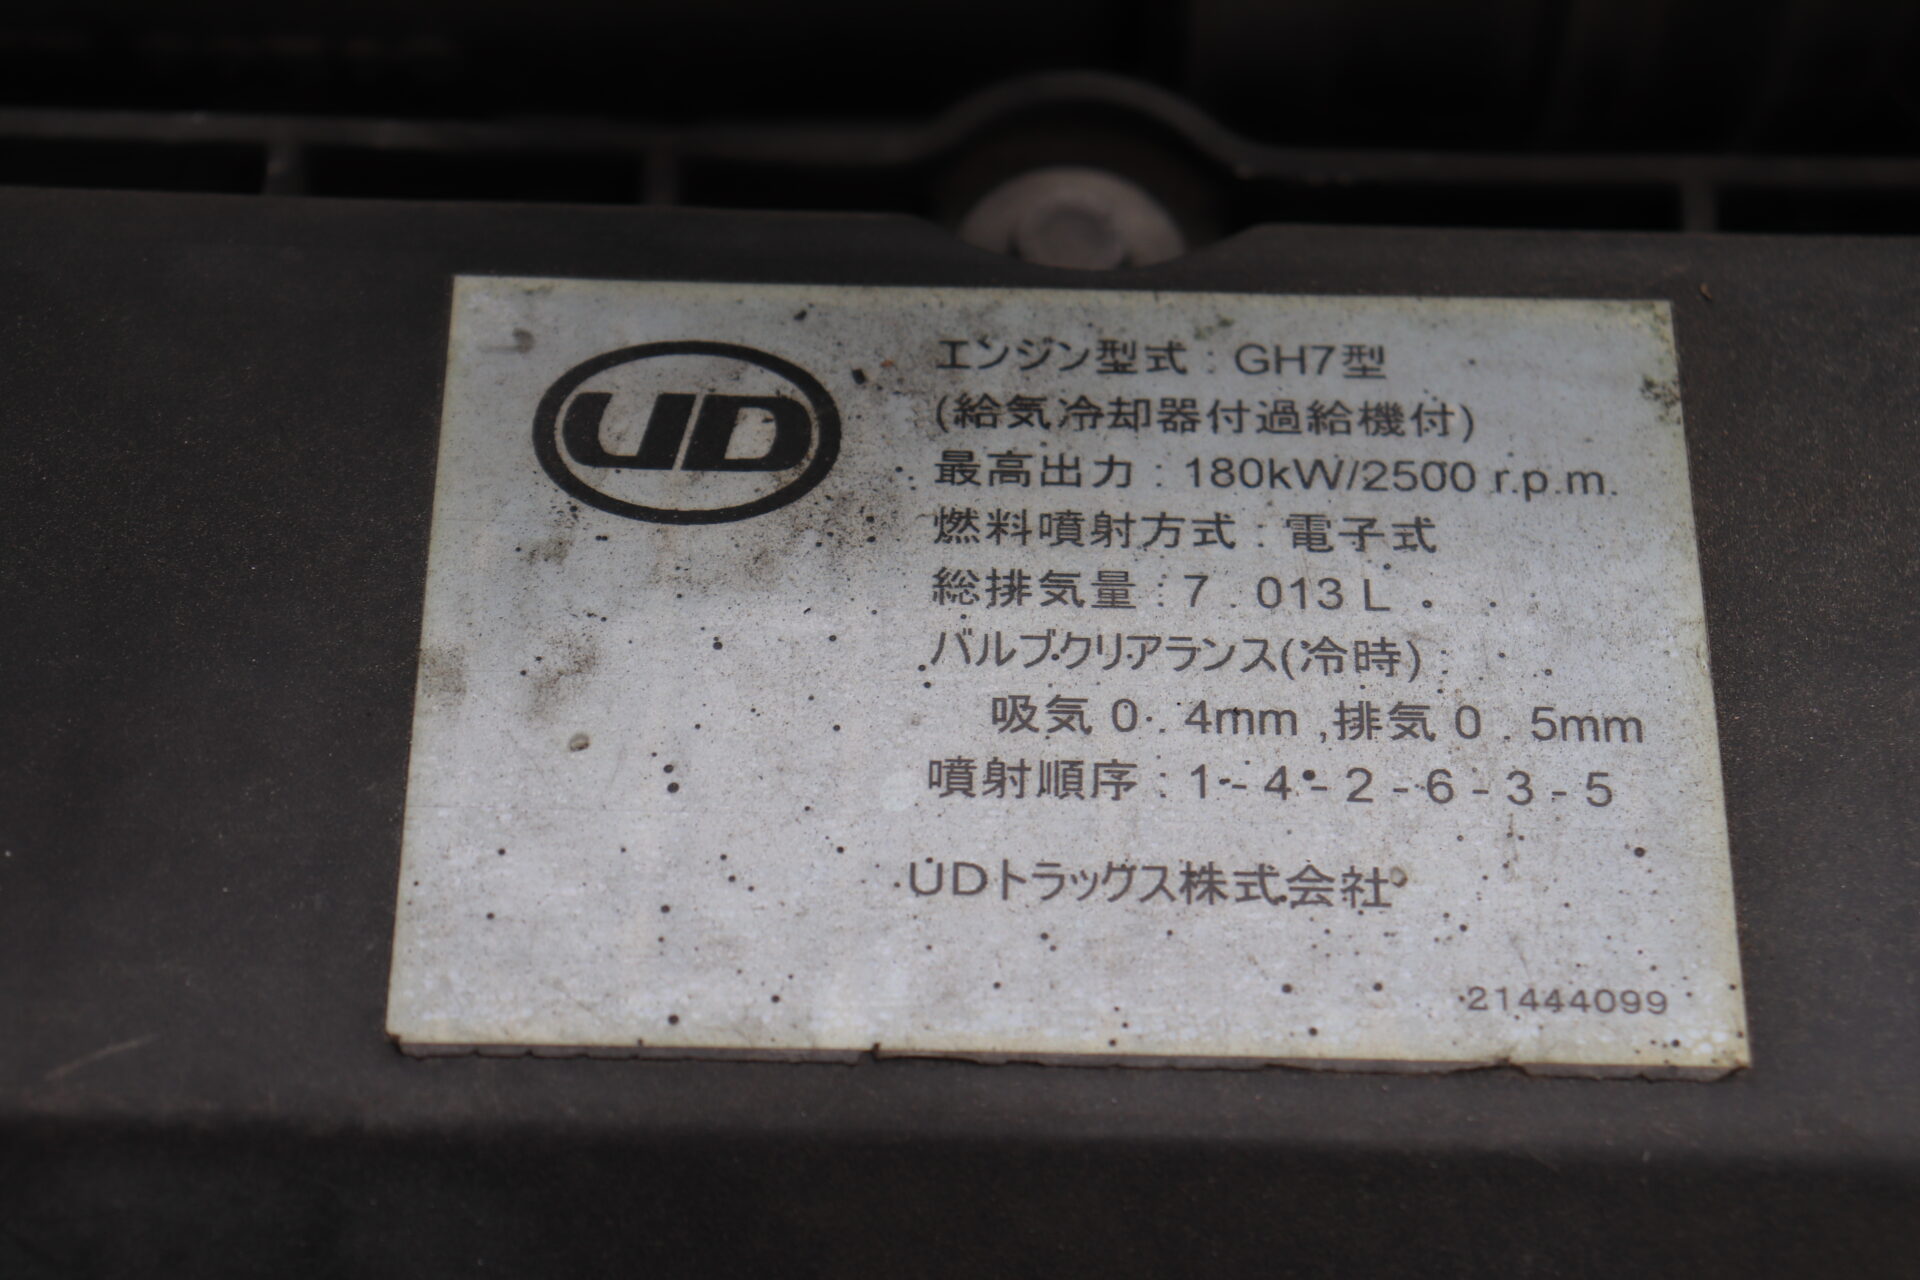 UD
エンジン型式 : GH7型
(給気冷却器付過給機付)
最高出力 : 180kW/2500 r.p.m.
燃料噴射方式 : 電子式
総排気量 : 7 . 013 L
バルブクリアランス(冷時) :
吸気 0 . 4mm ,排気 0 . 5mm
噴射順序 : 1 - 4 - 2 - 6 - 3 - 5
UDトラックス株式会社
21444099